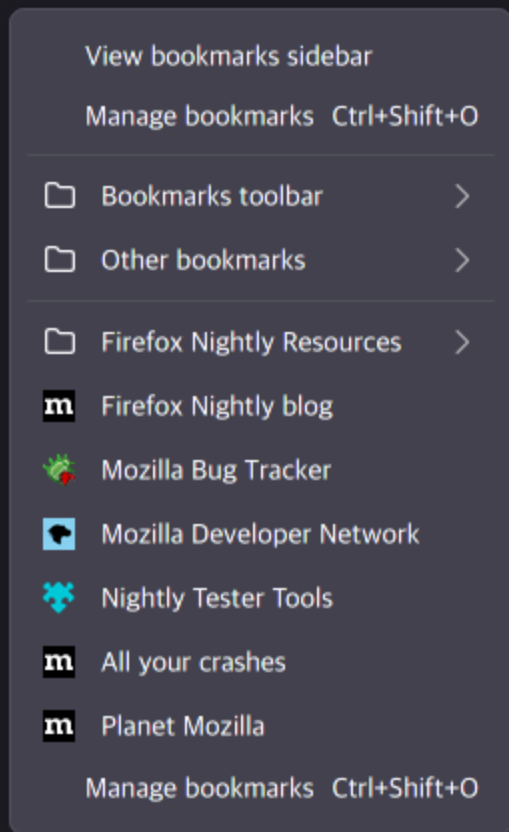 View bookmarks sidebar
Manage bookmarks Ctrl+Shift+O
Bookmarks toolbar
Other bookmarks
Firefox Nightly Resources
m Firefox Nightly blog
Mozilla Bug Tracker
Mozilla Developer Network
Nightly Tester Tools
m All your crashes
m Planet Mozilla
Manage bookmarks Ctrl+Shift+O